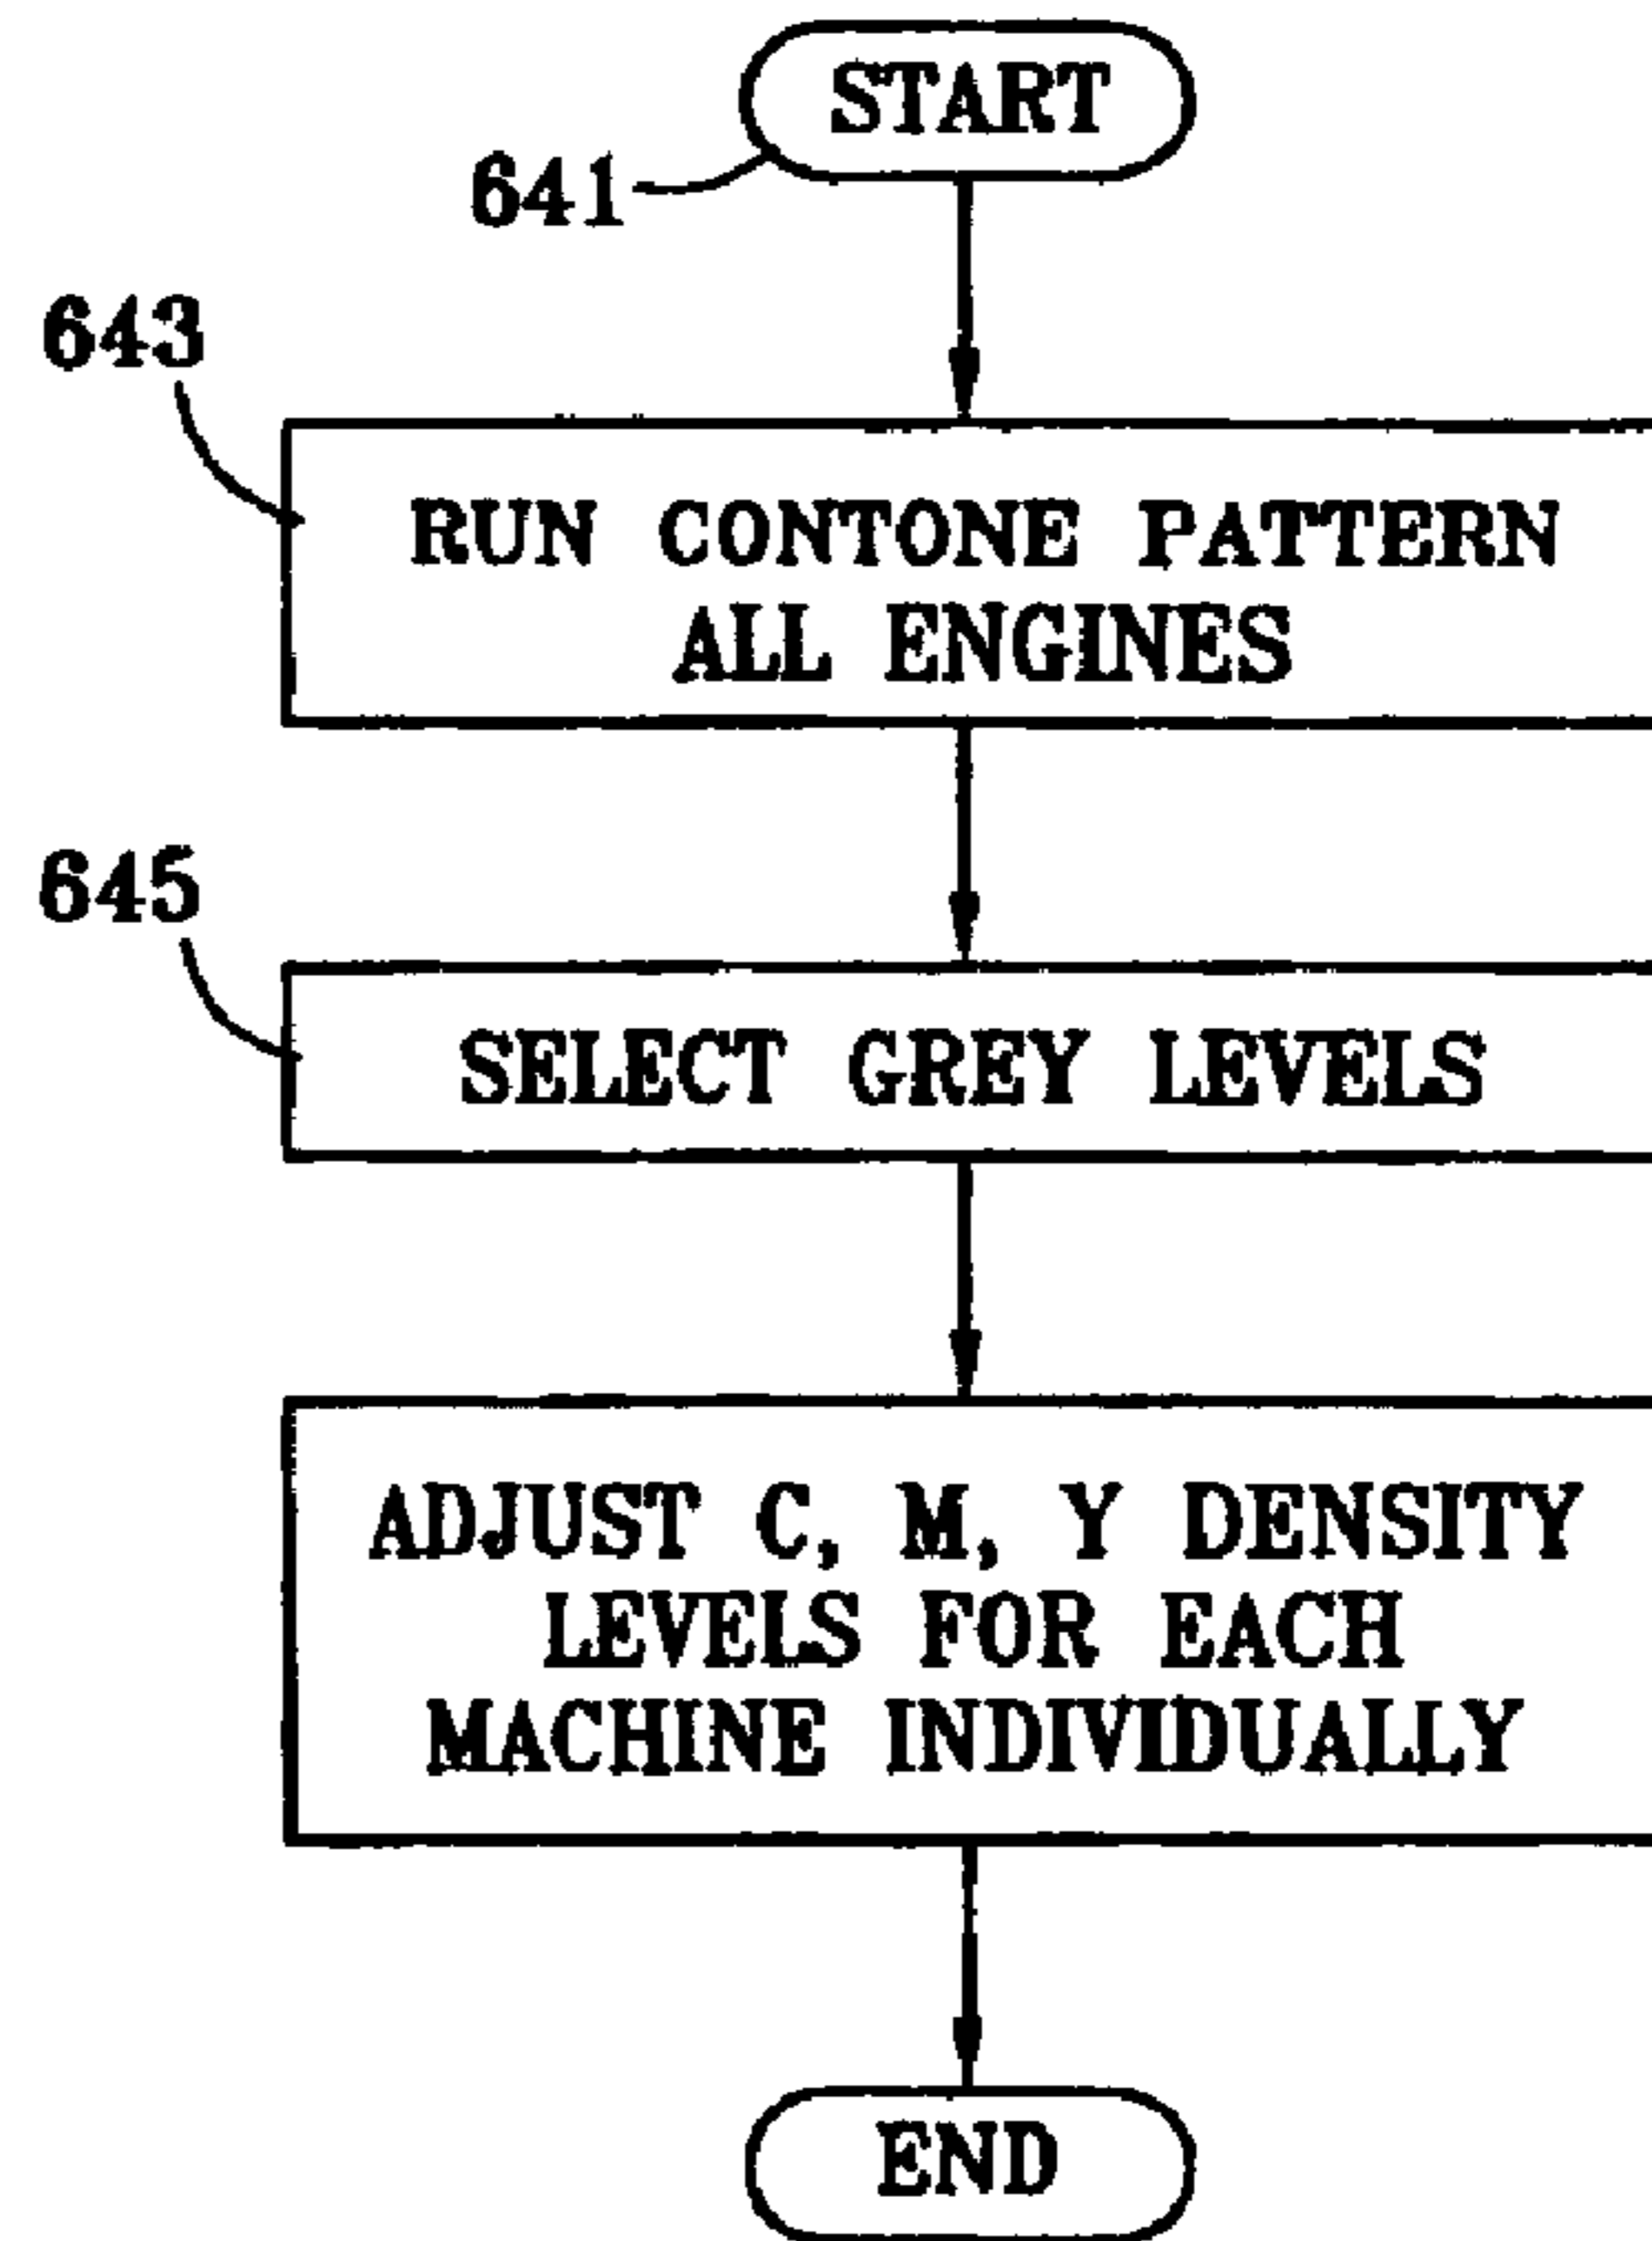 START
641
643
RUN CONTONE PATTERN
ALL ENGINES
645
SELECT GREY LEVELS
ADJUST C, M, Y DENSITY
LEVELS FOR EACH
MACHINE INDIVIDUALLY
END